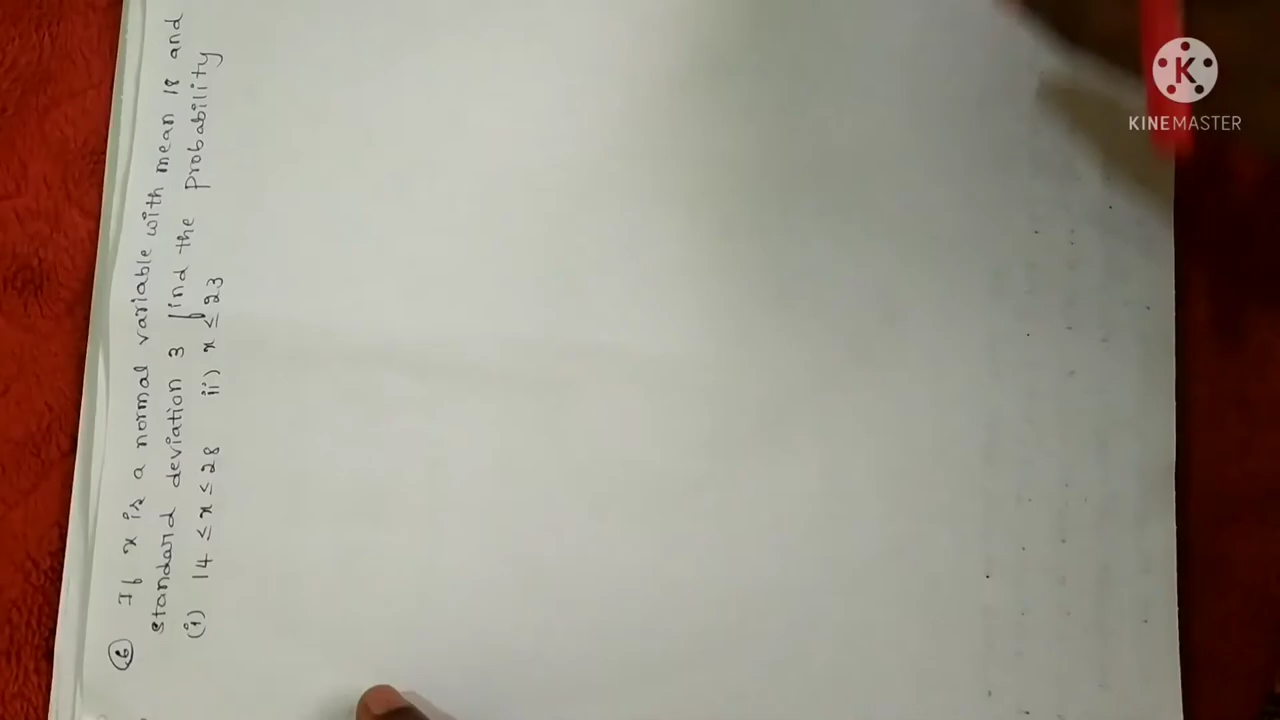 6 If x is a normal variable with mean 18 and
standard deviation 3 find the probability
(i) 14 ≤ x ≤ 28 ii) x ≤ 23
K
KINEMASTER